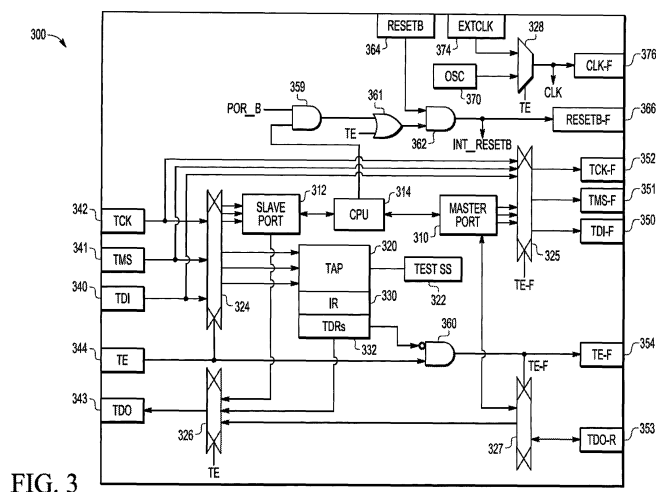 300
RESETB
364
EXTCLK
374
328
OSC
370
TE
CLK
CLK-F
376
359
POR_B
361
TE
362
INT_RESETB
RESETB-F
366
TCK-F
352
TMS-F
351
TDI-F
350
312
SLAVE
PORT
314
CPU
MASTER
PORT
310
325
TE-F
342
TCK
341
TMS
340
TDI
324
320
TAP
TEST SS
322
IR
330
TDRs
332
360
344
TE
TE-F
TE-F
354
343
TDO
326
TE
327
TDO-R
353
FIG. 3